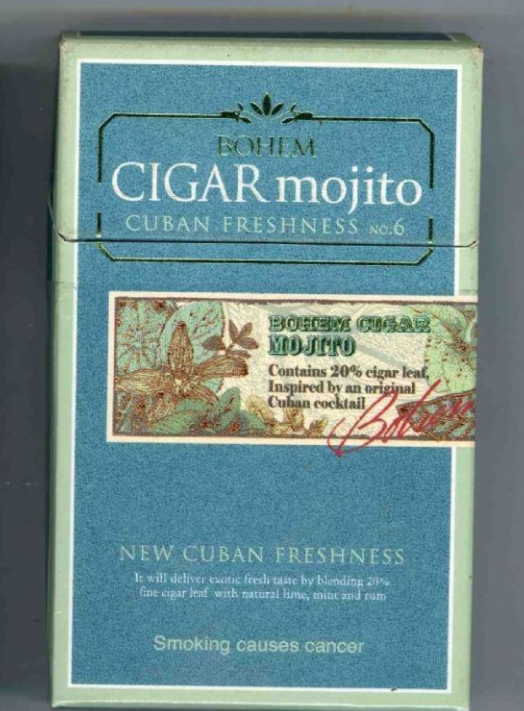 BOHEM
CIGAR mojito
CUBAN FRESHNESS NO.6
BOHEM CIGAR
MOJITO
Contains 20% cigar leaf,
Inspired by an original
Cuban cocktail
NEW CUBAN FRESHNESS
It will deliver exotic fresh taste by blending 20%
fine cigar leaf with natural lime, mint and rum
Smoking causes cancer